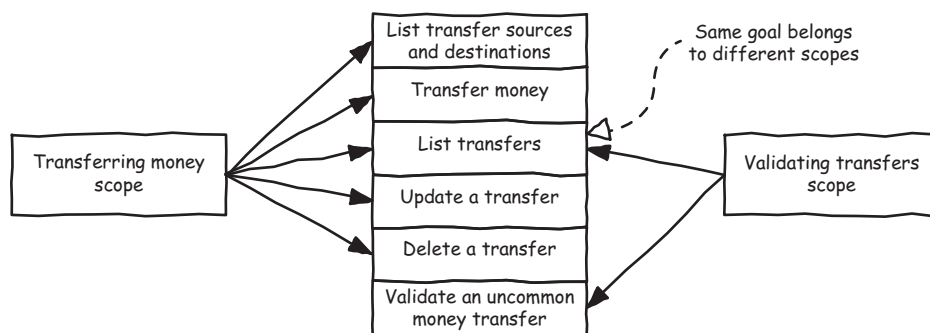 List transfer sources
and destinations
Same goal belongs
to different scopes
Transfer money
List transfers
Transferring money
scope
Validating transfers
scope
Update a transfer
Delete a transfer
Validate an uncommon
money transfer